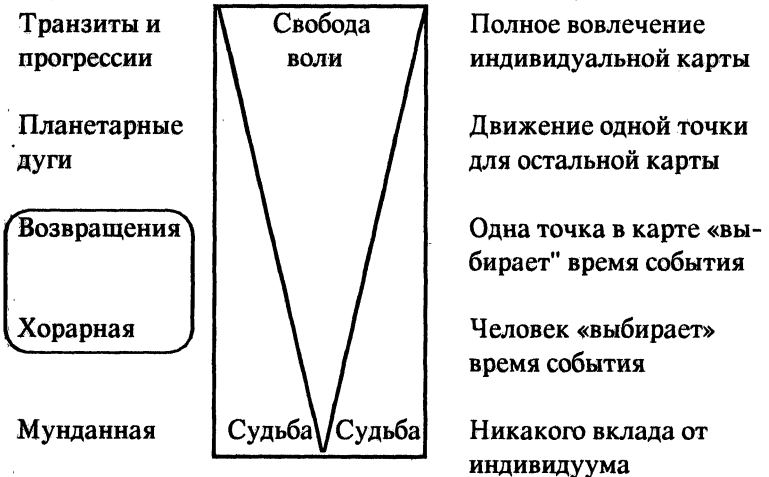 Транзиты и
прогрессии
Свобода
воли
Полное вовлечение
индивидуальной карты
Планетарные
дуги
Движение одной точки
для остальной карты
Возвращения
Одна точка в карте «вы-
бирает" время события
Хорарная
Человек «выбирает»
время события
Мунданная
Судьба Судьба
Никакого вклада от
индивидуума